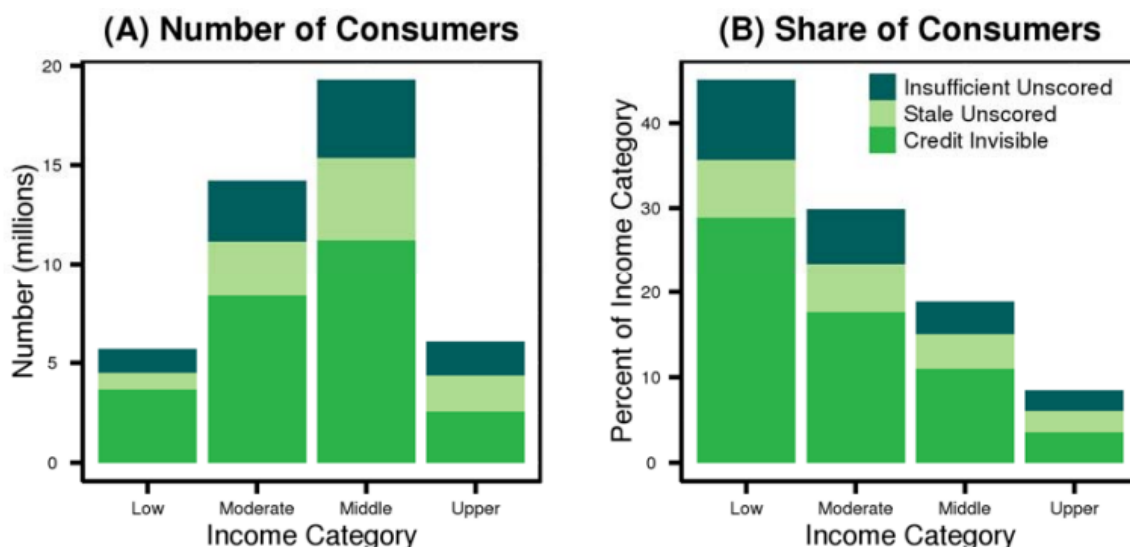 (A) Number of Consumers
Number (millions)
20
15
10
5
0
Low Moderate Middle Upper
Income Category
(B) Share of Consumers
Percent of Income Category
40
30
20
10
0
Insufficient Unscored
Stale Unscored
Credit Invisible
Low Moderate Middle Upper
Income Category